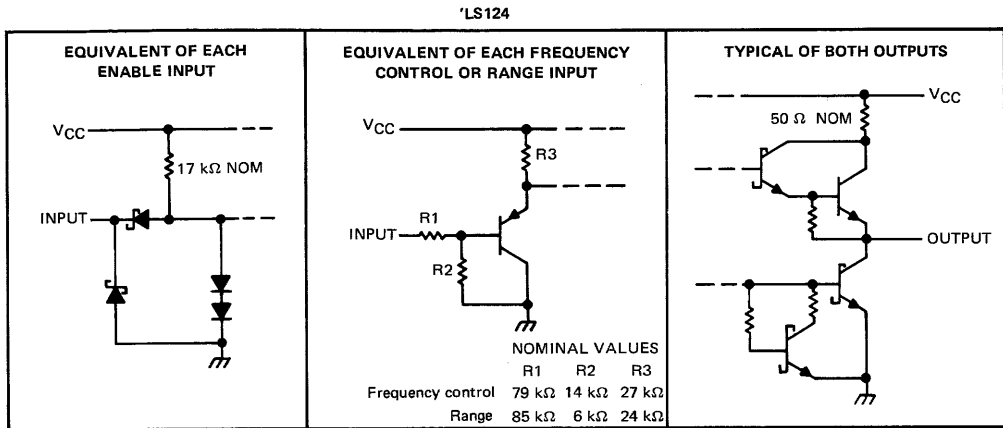 'LS124
EQUIVALENT OF EACH
ENABLE INPUT
VCC
17 kΩ NOM
INPUT
EQUIVALENT OF EACH FREQUENCY
CONTROL OR RANGE INPUT
VCC
R3
R1
INPUT
R2
NOMINAL VALUES
R1 R2 R3
Frequency control 79 kΩ 14 kΩ 27 kΩ
Range 85 kΩ 6 kΩ 24 kΩ
TYPICAL OF BOTH OUTPUTS
VCC
50 Ω NOM
OUTPUT